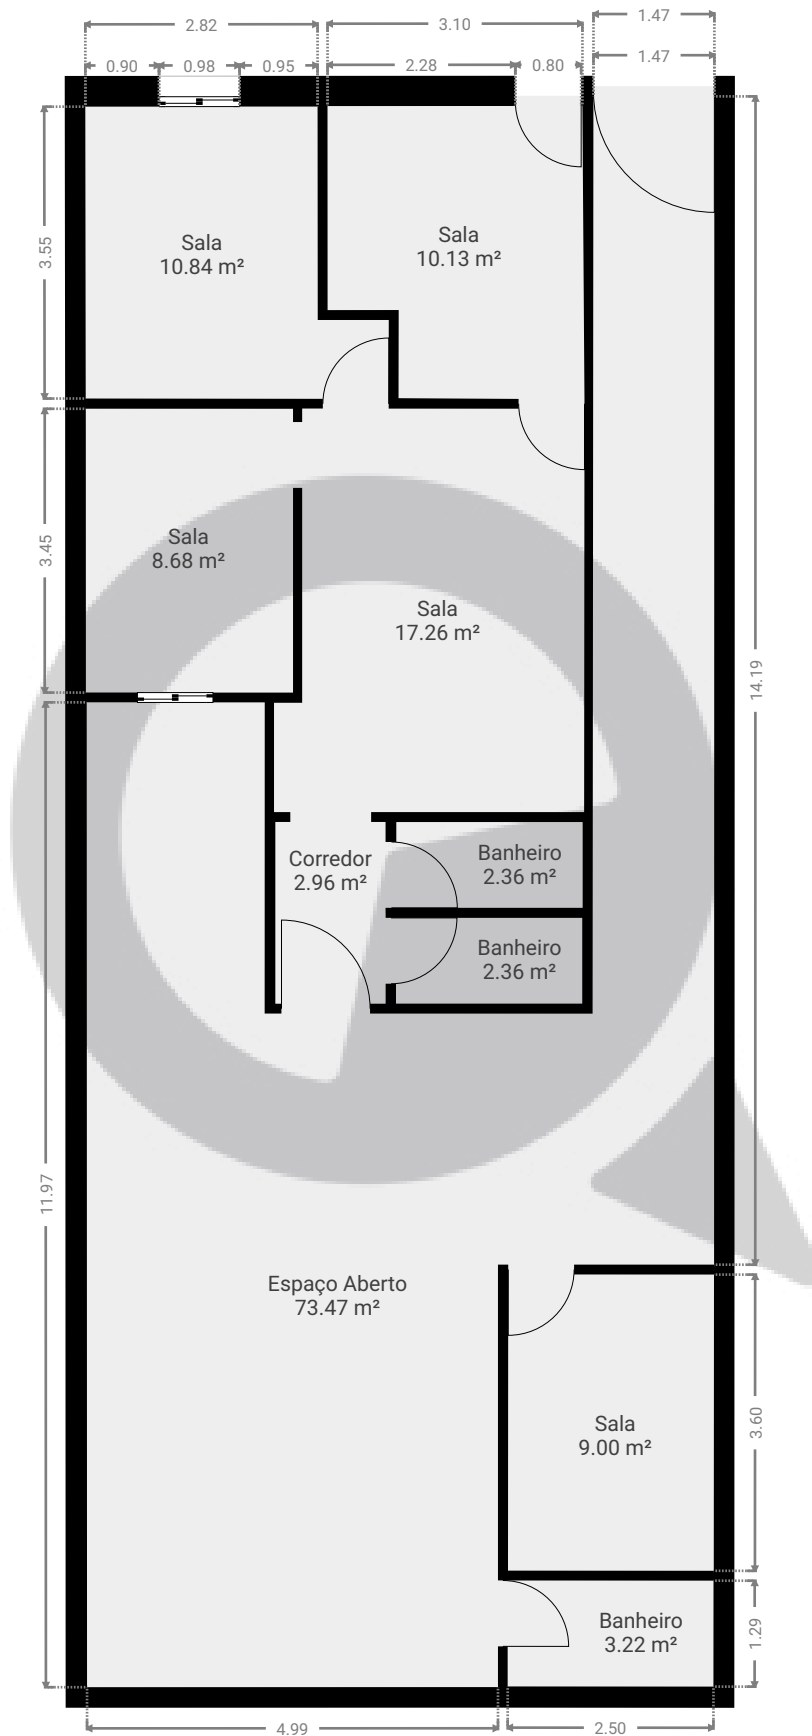 2.82
3.10
1.47
1.47
0.90
0.98
0.95
2.28
0.80
3.55
Sala
10.84 m²
Sala
10.13 m²
3.45
Sala
8.68 m²
Sala
17.26 m²
14.19
Corredor
2.96 m²
Banheiro
2.36 m²
Banheiro
2.36 m²
11.97
Espaço Aberto
73.47 m²
Sala
9.00 m²
3.60
Banheiro
3.22 m²
1.29
4.99
2.50